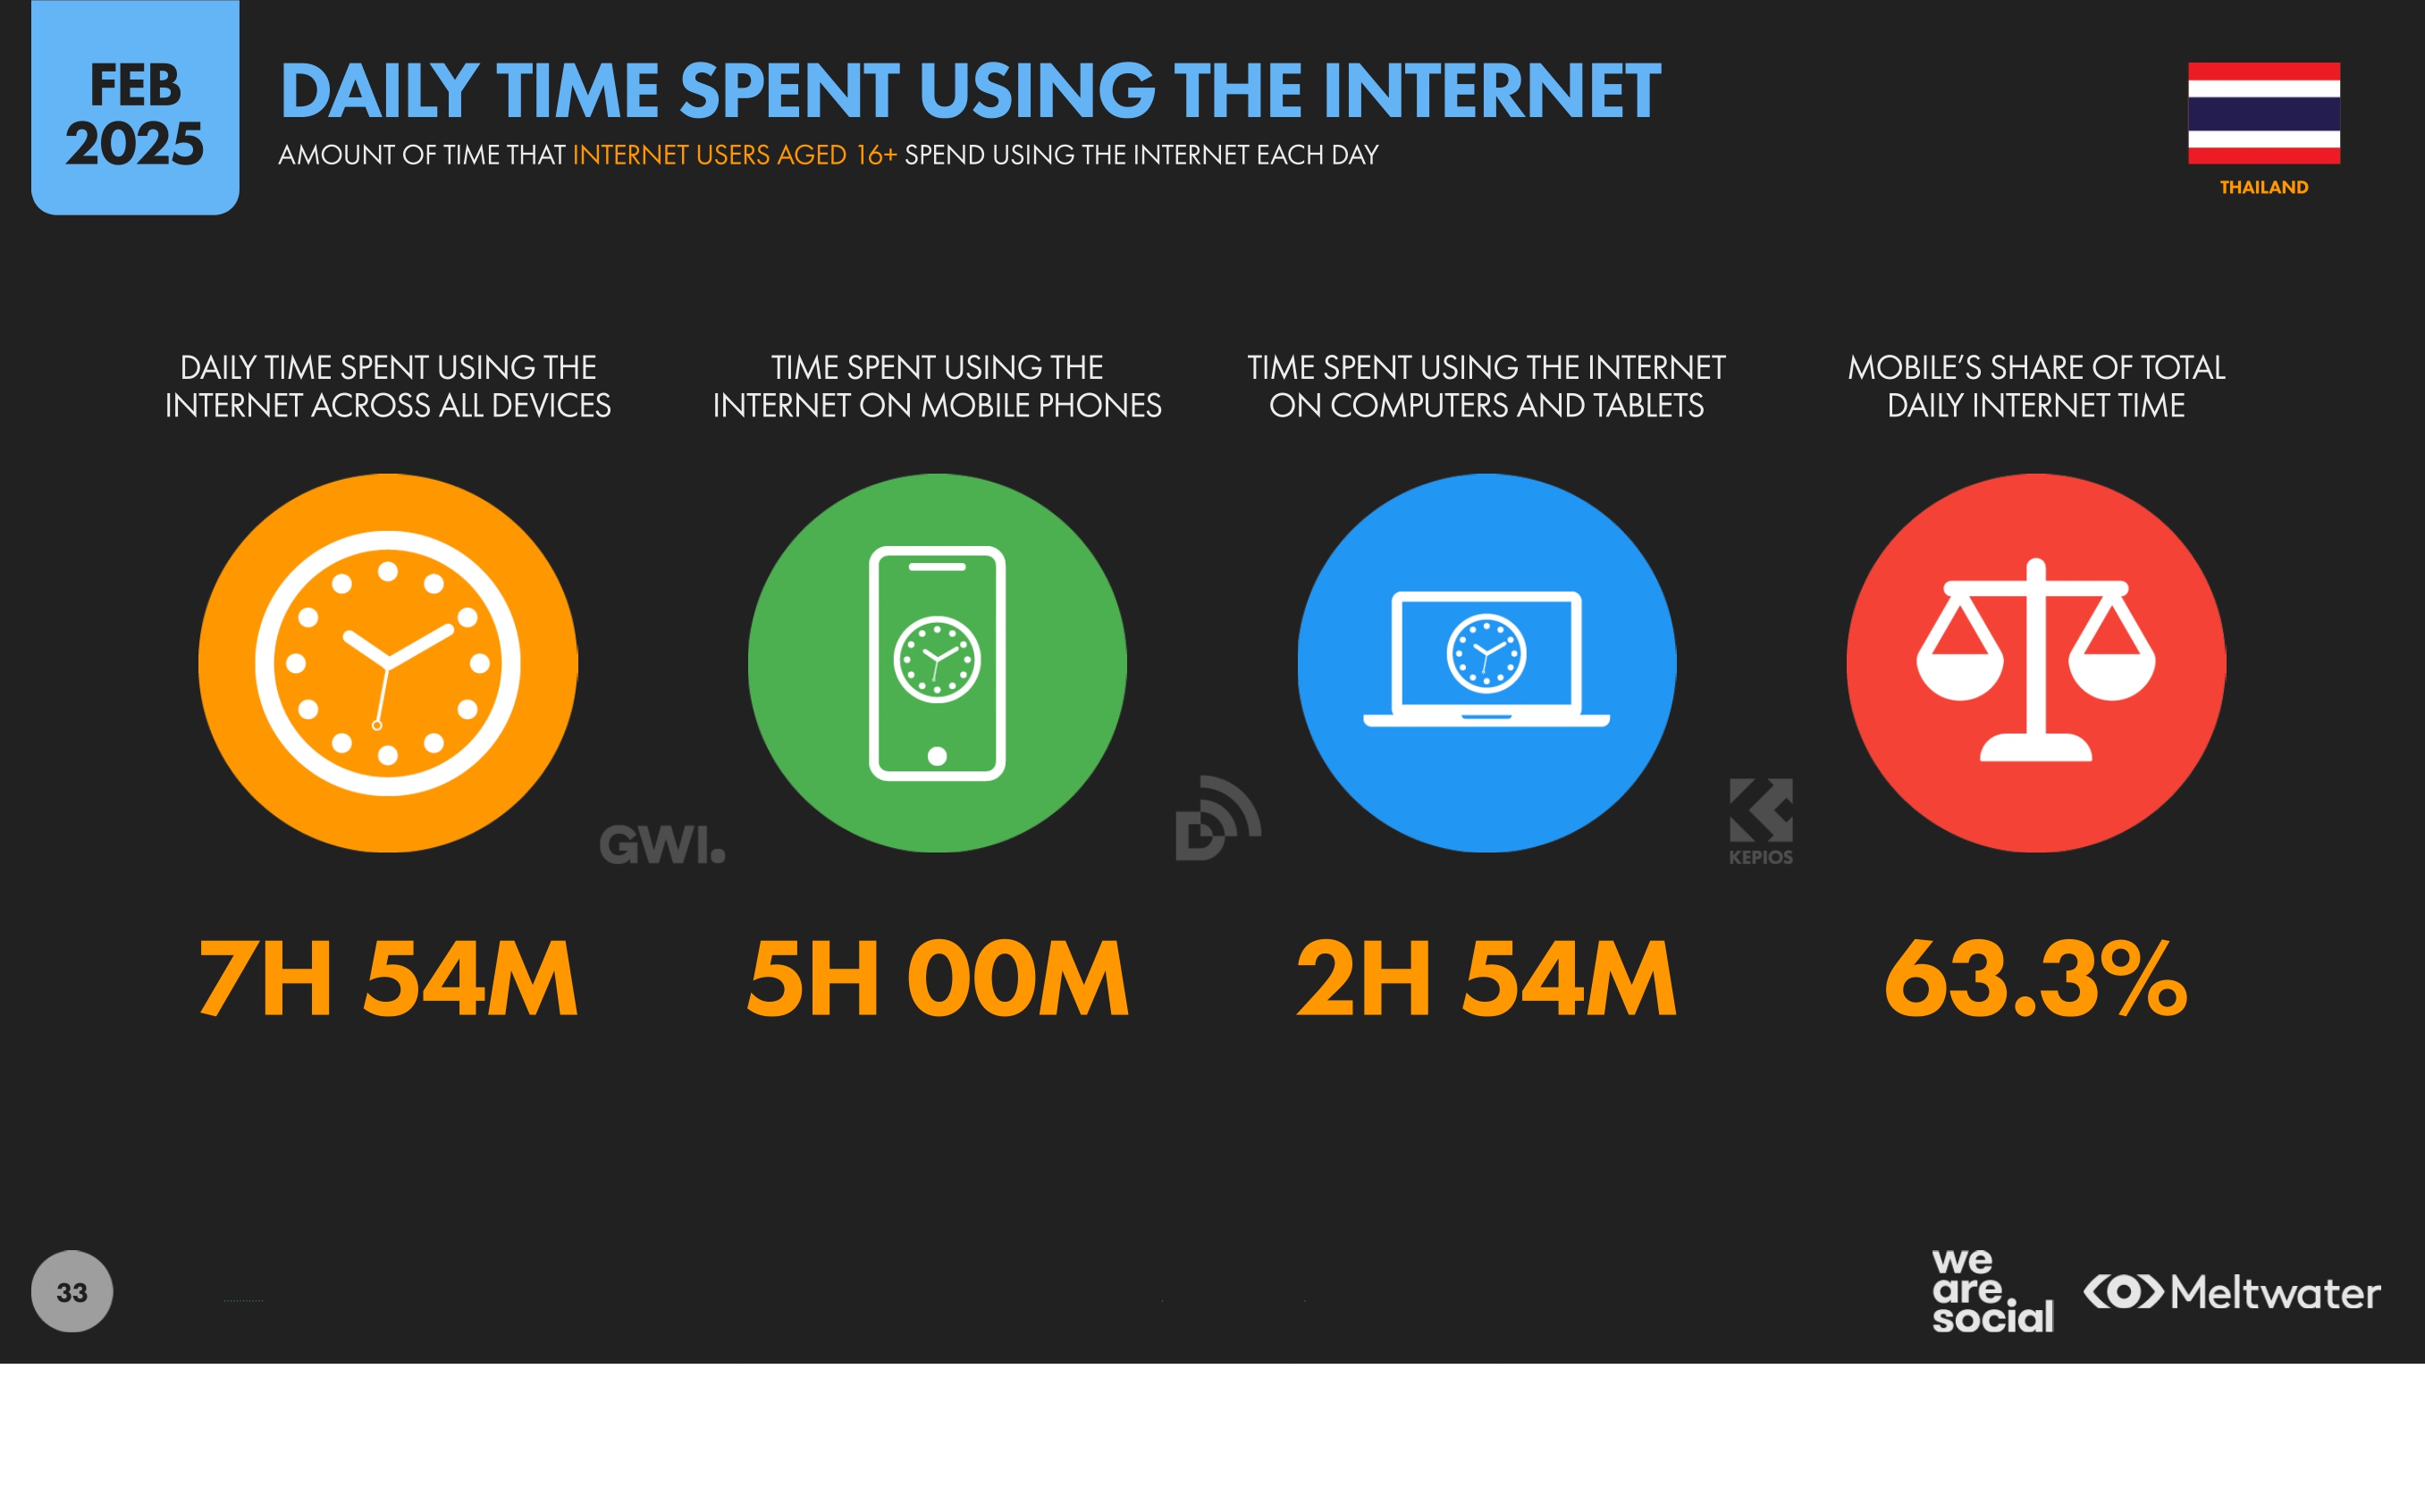 FEB
2025
DAILY TIME SPENT USING THE INTERNET
AMOUNT OF TIME THAT INTERNET USERS AGED 16+ SPEND USING THE INTERNET EACH DAY
THAILAND
DAILY TIME SPENT USING THE
INTERNET ACROSS ALL DEVICES
TIME SPENT USING THE
INTERNET ON MOBILE PHONES
TIME SPENT USING THE INTERNET
ON COMPUTERS AND TABLETS
MOBILE’S SHARE OF TOTAL
DAILY INTERNET TIME
GWI.
KEPIOS
7H 54M
5H 00M
2H 54M
63.3%
33
we
are.
social
Meltwater